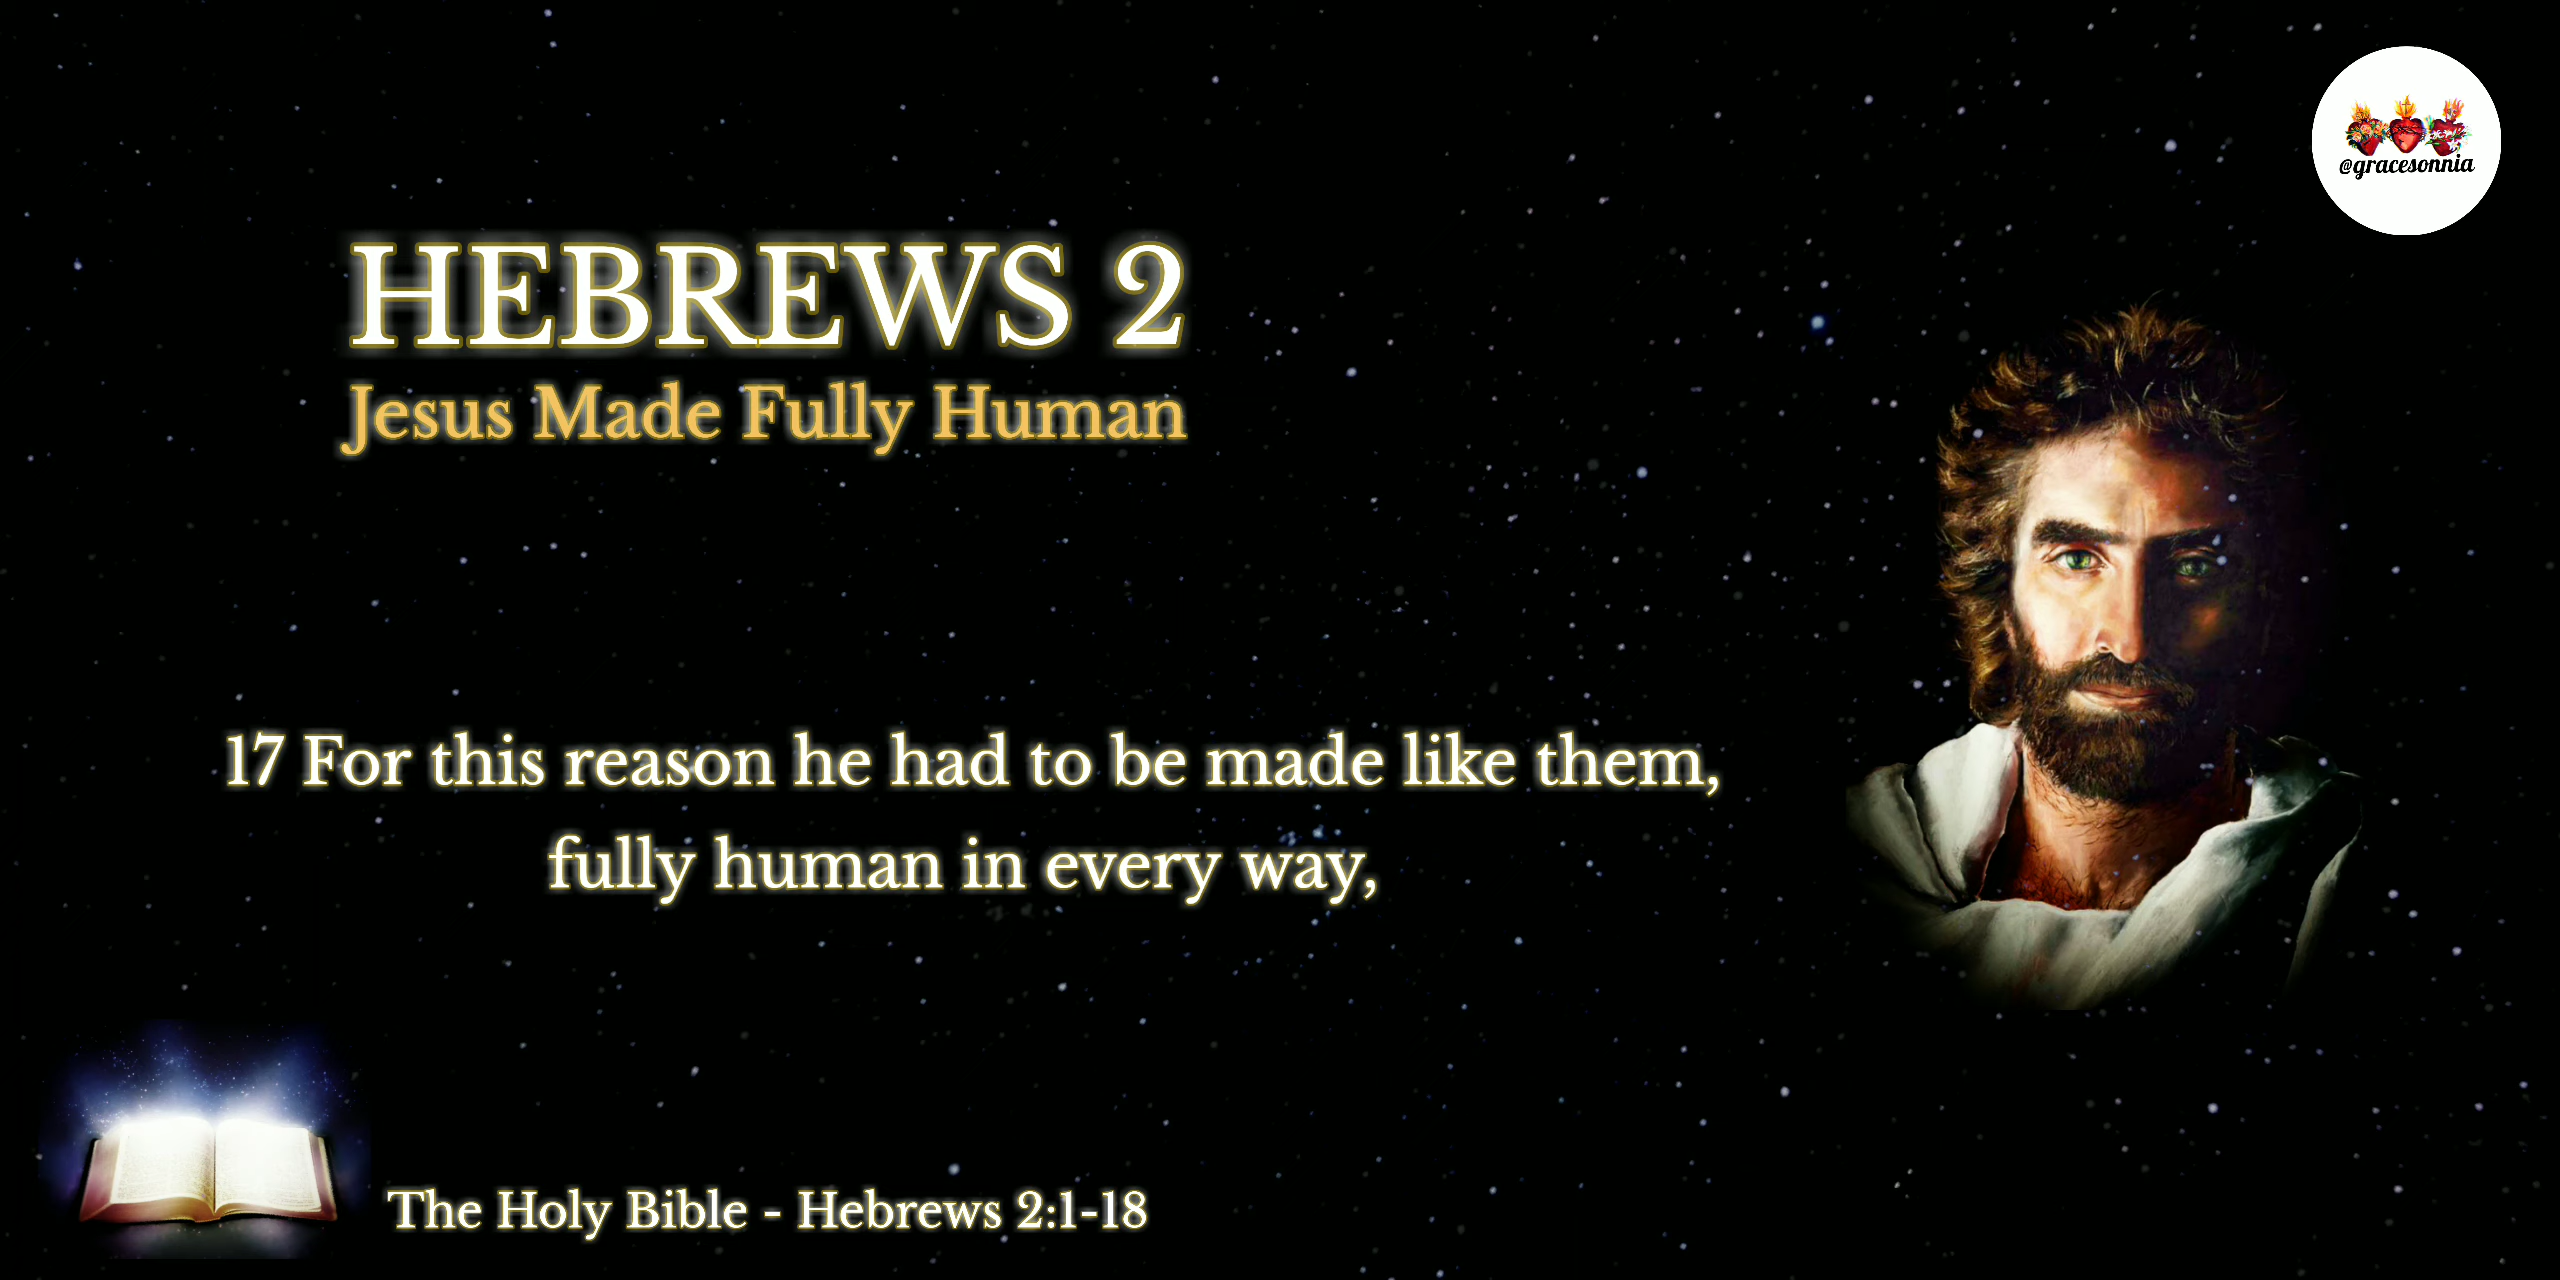 @gracesonnia
HEBREWS 2
Jesus Made Fully Human
17 For this reason he had to be made like them,
fully human in every way,
The Holy Bible - Hebrews 2:1-18